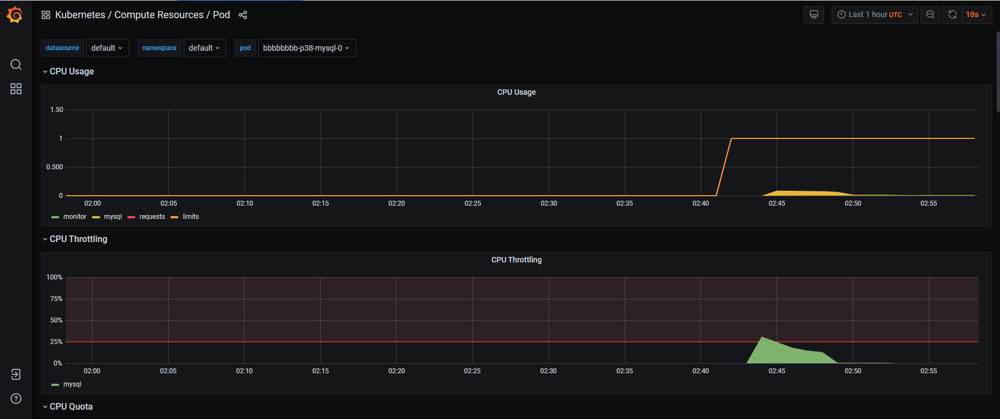 Kubernetes / Compute Resources / Pod
Last 1 hour UTC
10s
datasource default namespace default pod bbbbbbbb-p38-mysql-0
CPU Usage
CPU Usage
1.50
1
0.500
0
02:00 02:05 02:10 02:15 02:20 02:25 02:30 02:35 02:40 02:45 02:50 02:55
monitor mysql requests limits
CPU Throttling
CPU Throttling
100%
75%
50%
25%
0%
02:00 02:05 02:10 02:15 02:20 02:25 02:30 02:35 02:40 02:45 02:50 02:55
mysql
CPU Quota